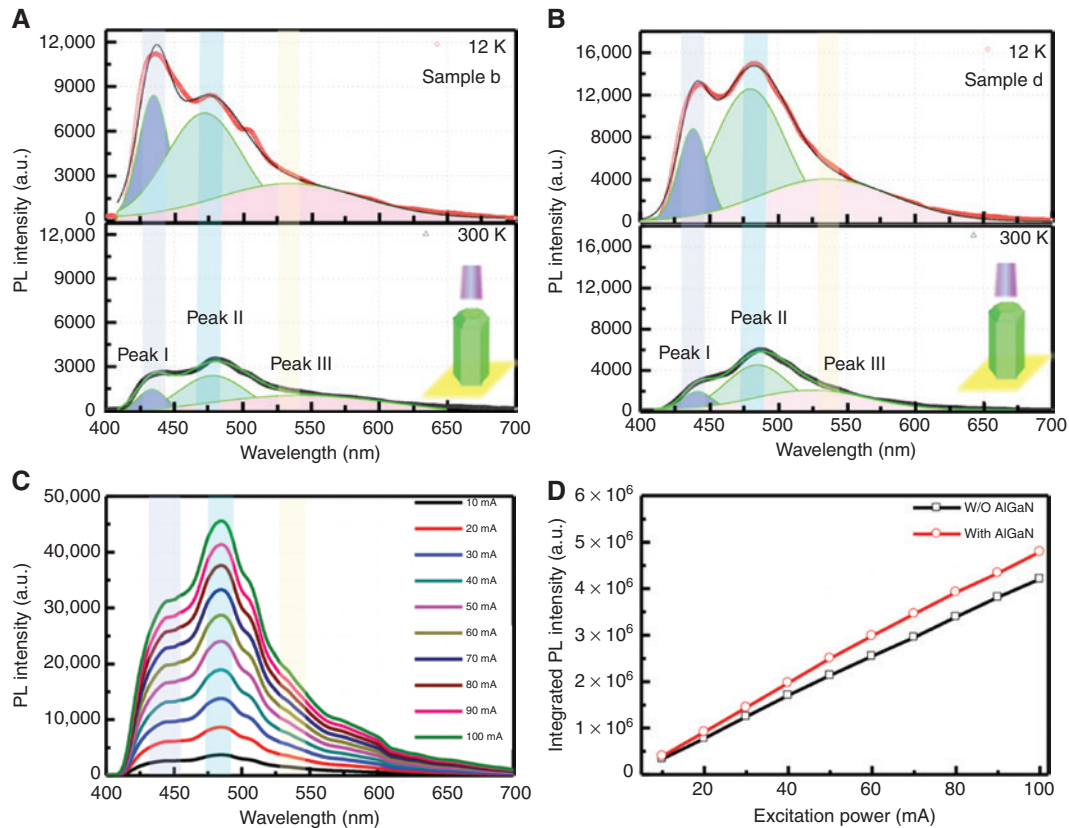 A
PL intensity (a.u.)
12,000
9000
6000
3000
0
12 K
Sample b
PL intensity (a.u.)
12,000
9000
6000
3000
0
300 K
Peak I
Peak II
Peak III
400 450 500 550 600 650 700
Wavelength (nm)
B
PL intensity (a.u.)
16,000
12,000
8000
4000
0
12 K
Sample d
PL intensity (a.u.)
16,000
12,000
8000
4000
0
300 K
Peak I
Peak II
Peak III
400 450 500 550 600 650 700
Wavelength (nm)
C
PL intensity (a.u.)
50,000
40,000
30,000
20,000
10,000
0
10 mA
20 mA
30 mA
40 mA
50 mA
60 mA
70 mA
80 mA
90 mA
100 mA
400 450 500 550 600 650 700
Wavelength (nm)
D
Integrated PL intensity (a.u.)
6 × 10⁶
5 × 10⁶
4 × 10⁶
3 × 10⁶
2 × 10⁶
1 × 10⁶
0
W/O AlGaN
With AlGaN
20 40 60 80 100
Excitation power (mA)